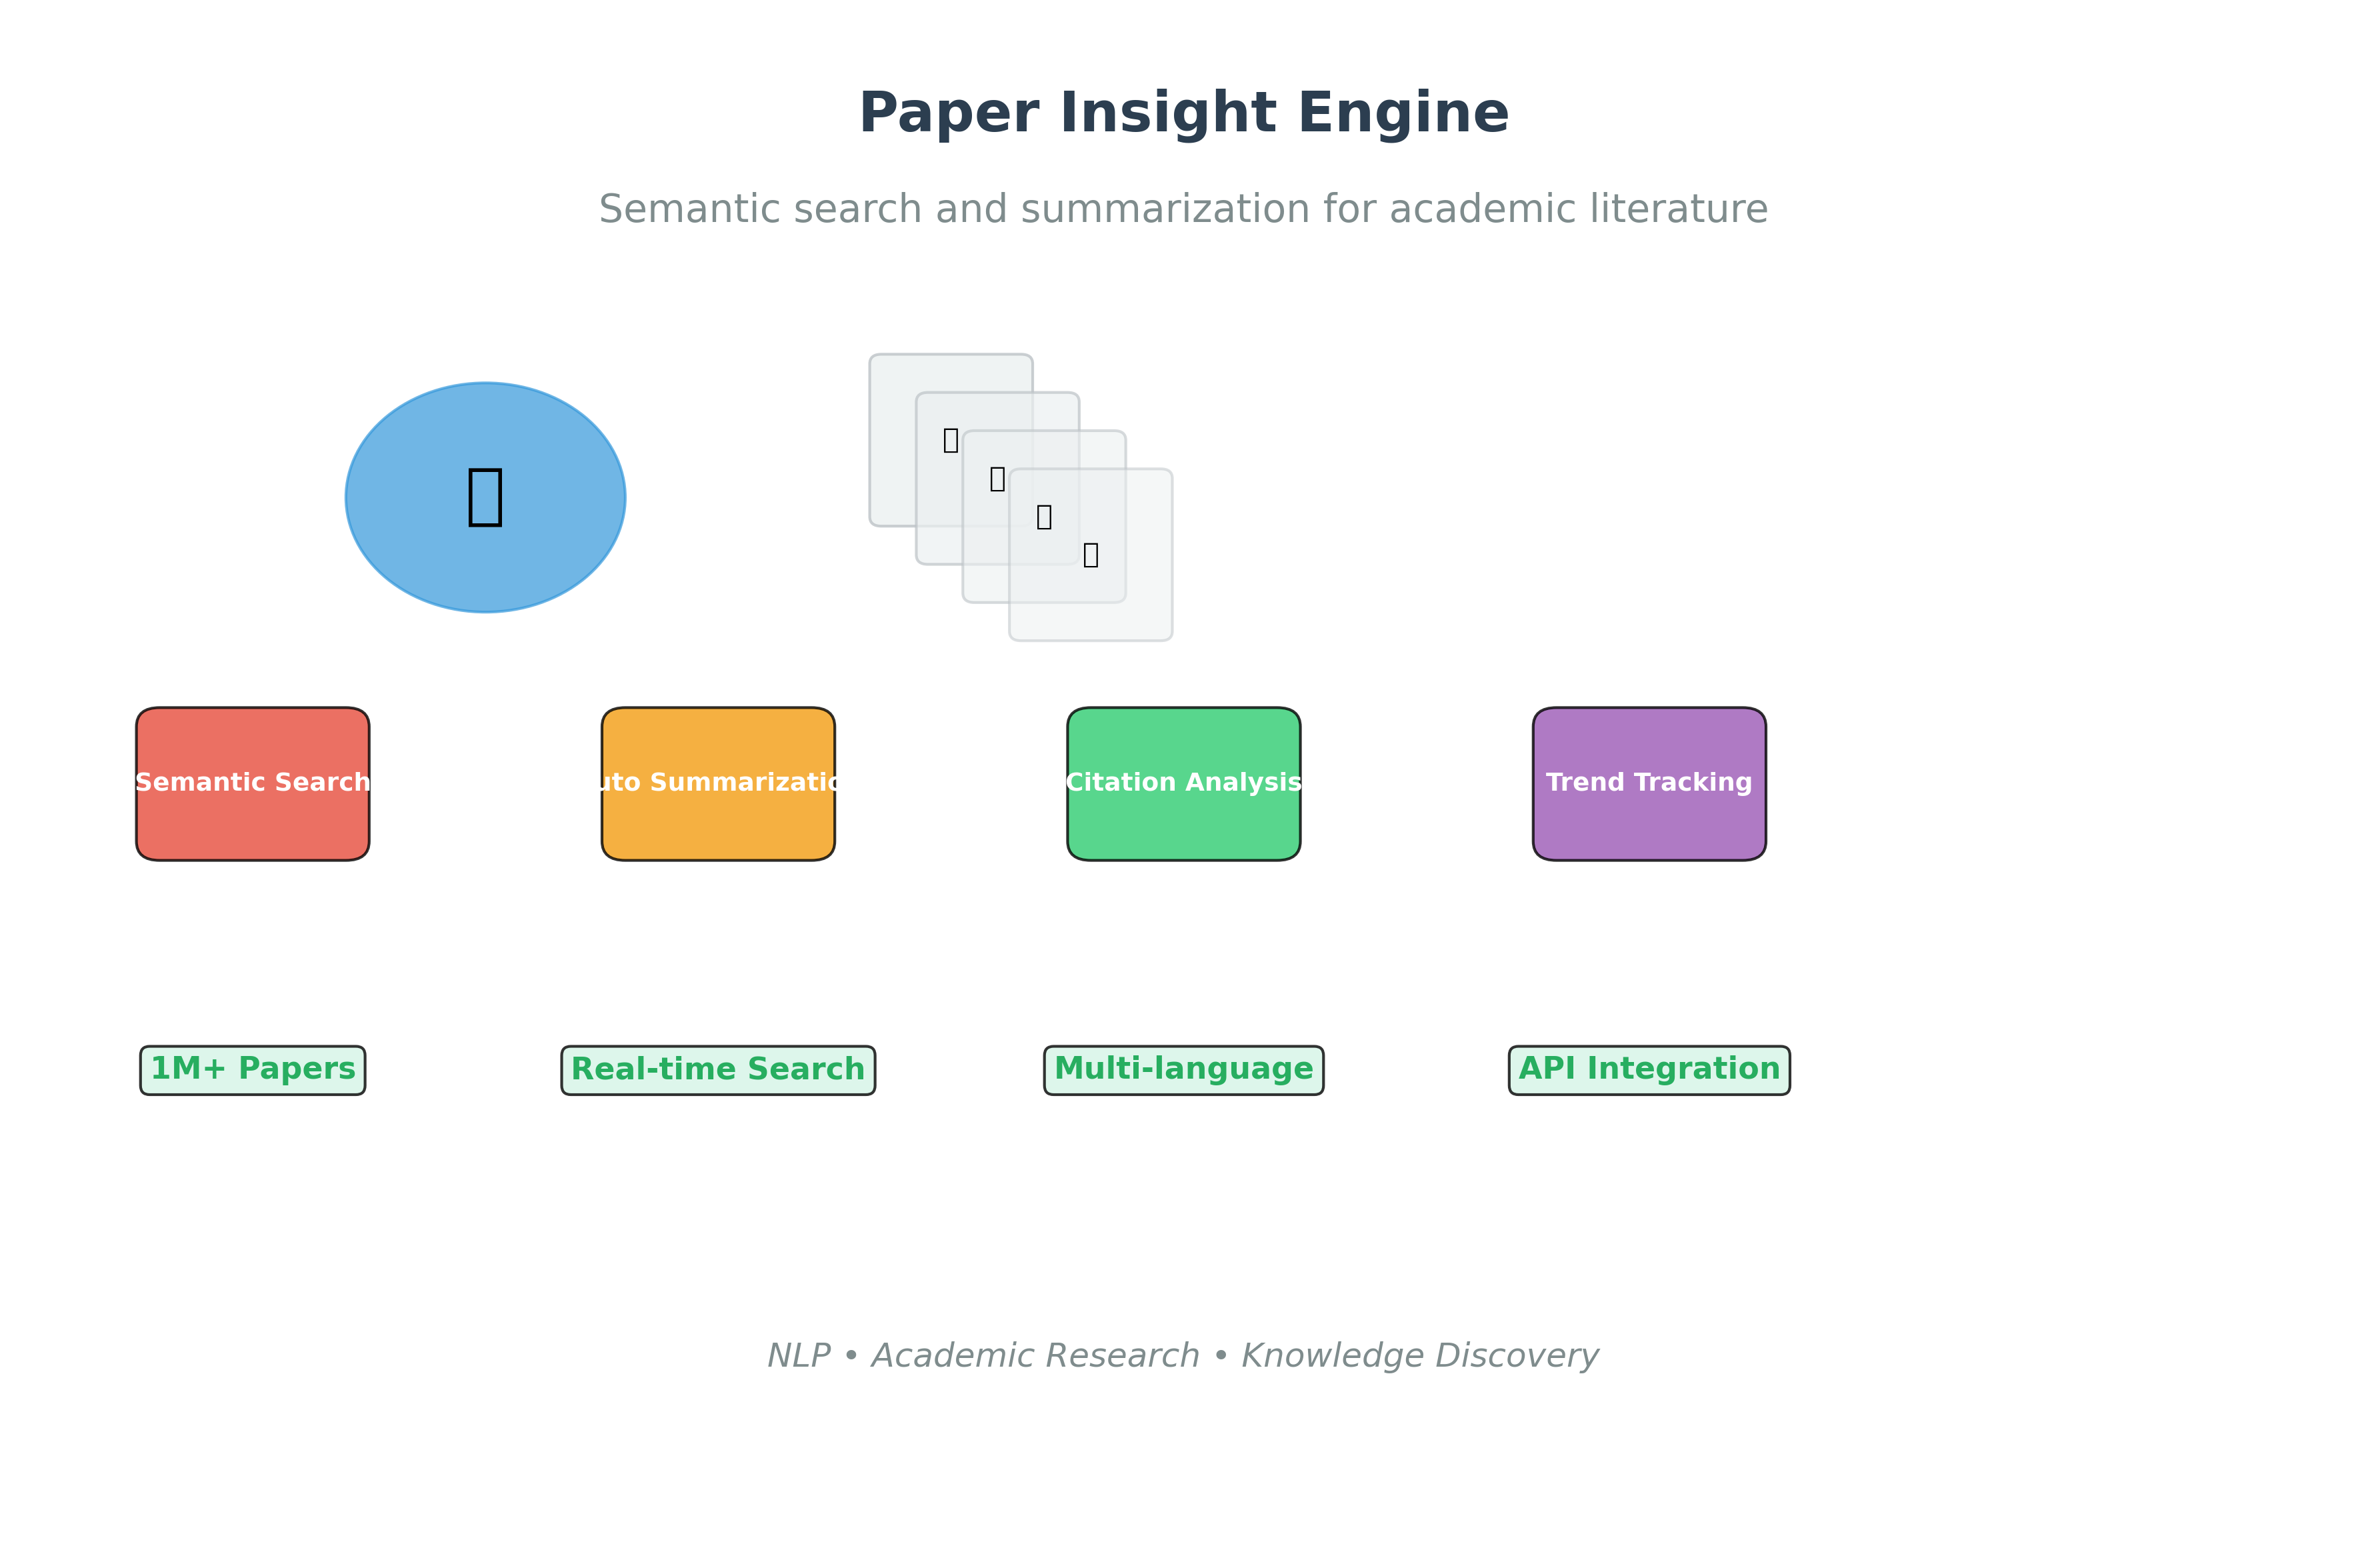 Paper Insight Engine
Semantic search and summarization for academic literature
Semantic Search
uto Summarizatio
Citation Analysis
Trend Tracking
1M+ Papers
Real-time Search
Multi-language
API Integration
NLP • Academic Research • Knowledge Discovery